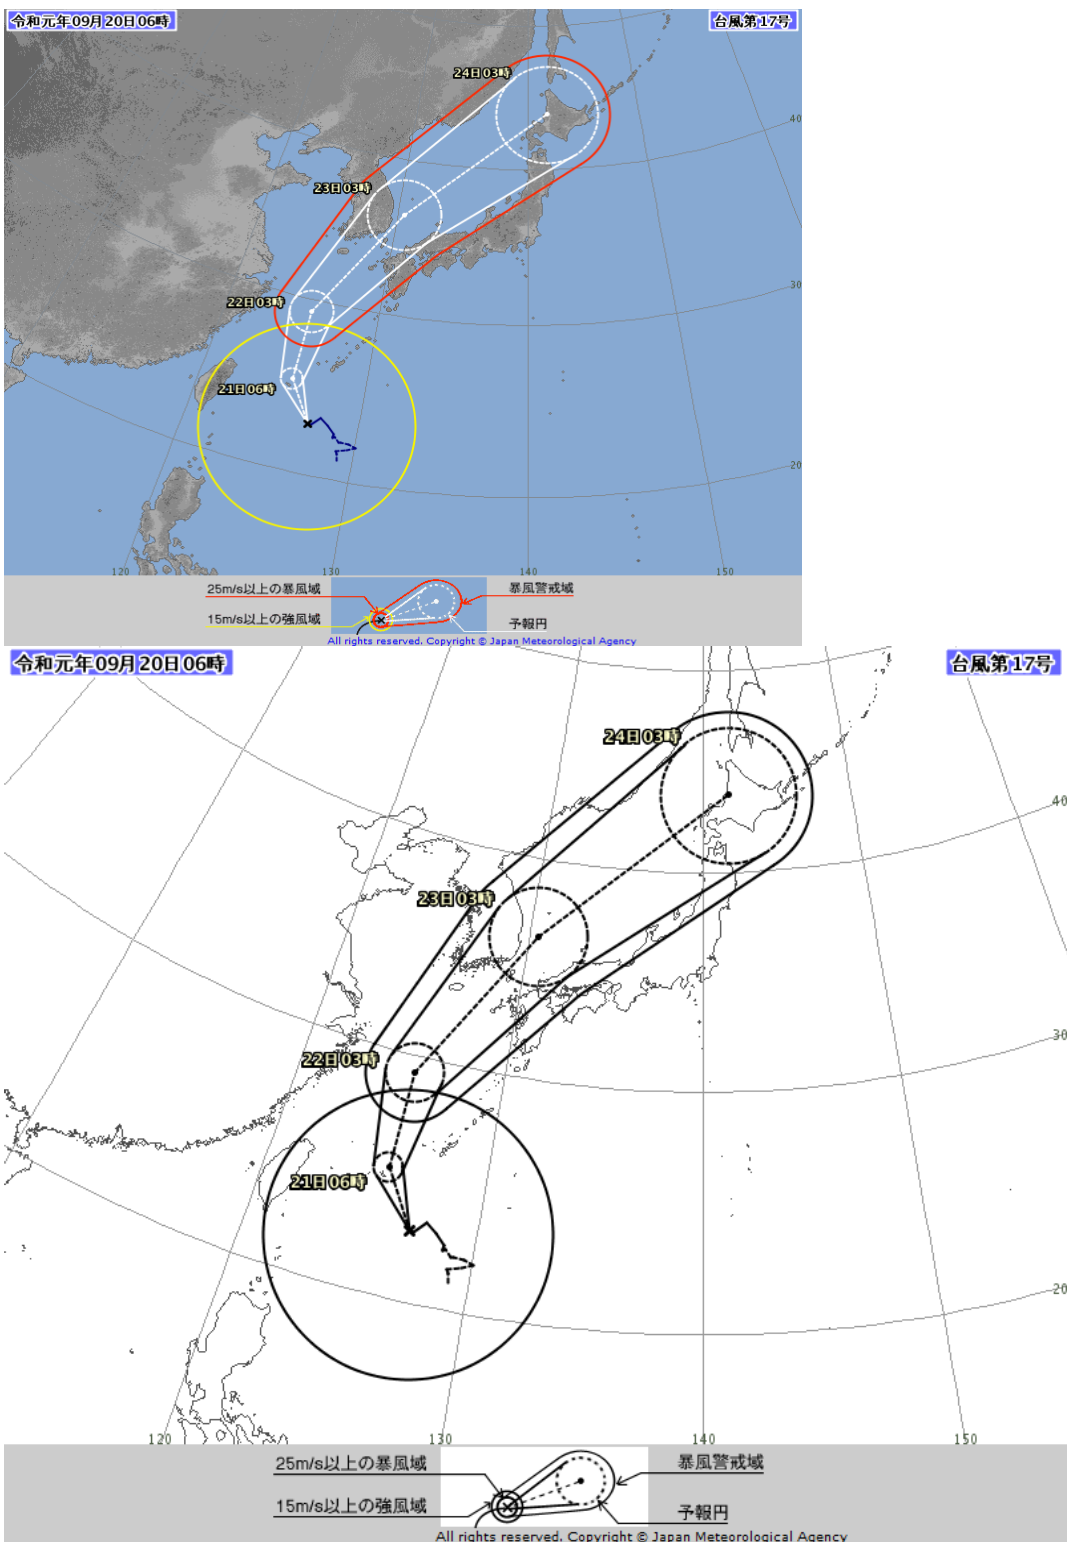 令和元年09月20日06時
台風第17号
24日03時
40
23日03時
30
22日03時
21日06時
20
120
130
140
150
25m/s以上の暴風域
暴風警戒域
15m/s以上の強風域
予報円
All rights reserved. Copyright © Japan Meteorological Agency
令和元年09月20日06時
台風第17号
24日03時
40
23日03時
30
22日03時
21日06時
20
120
130
140
150
25m/s以上の暴風域
暴風警戒域
15m/s以上の強風域
予報円
All rights reserved. Copyright © Japan Meteorological Agency